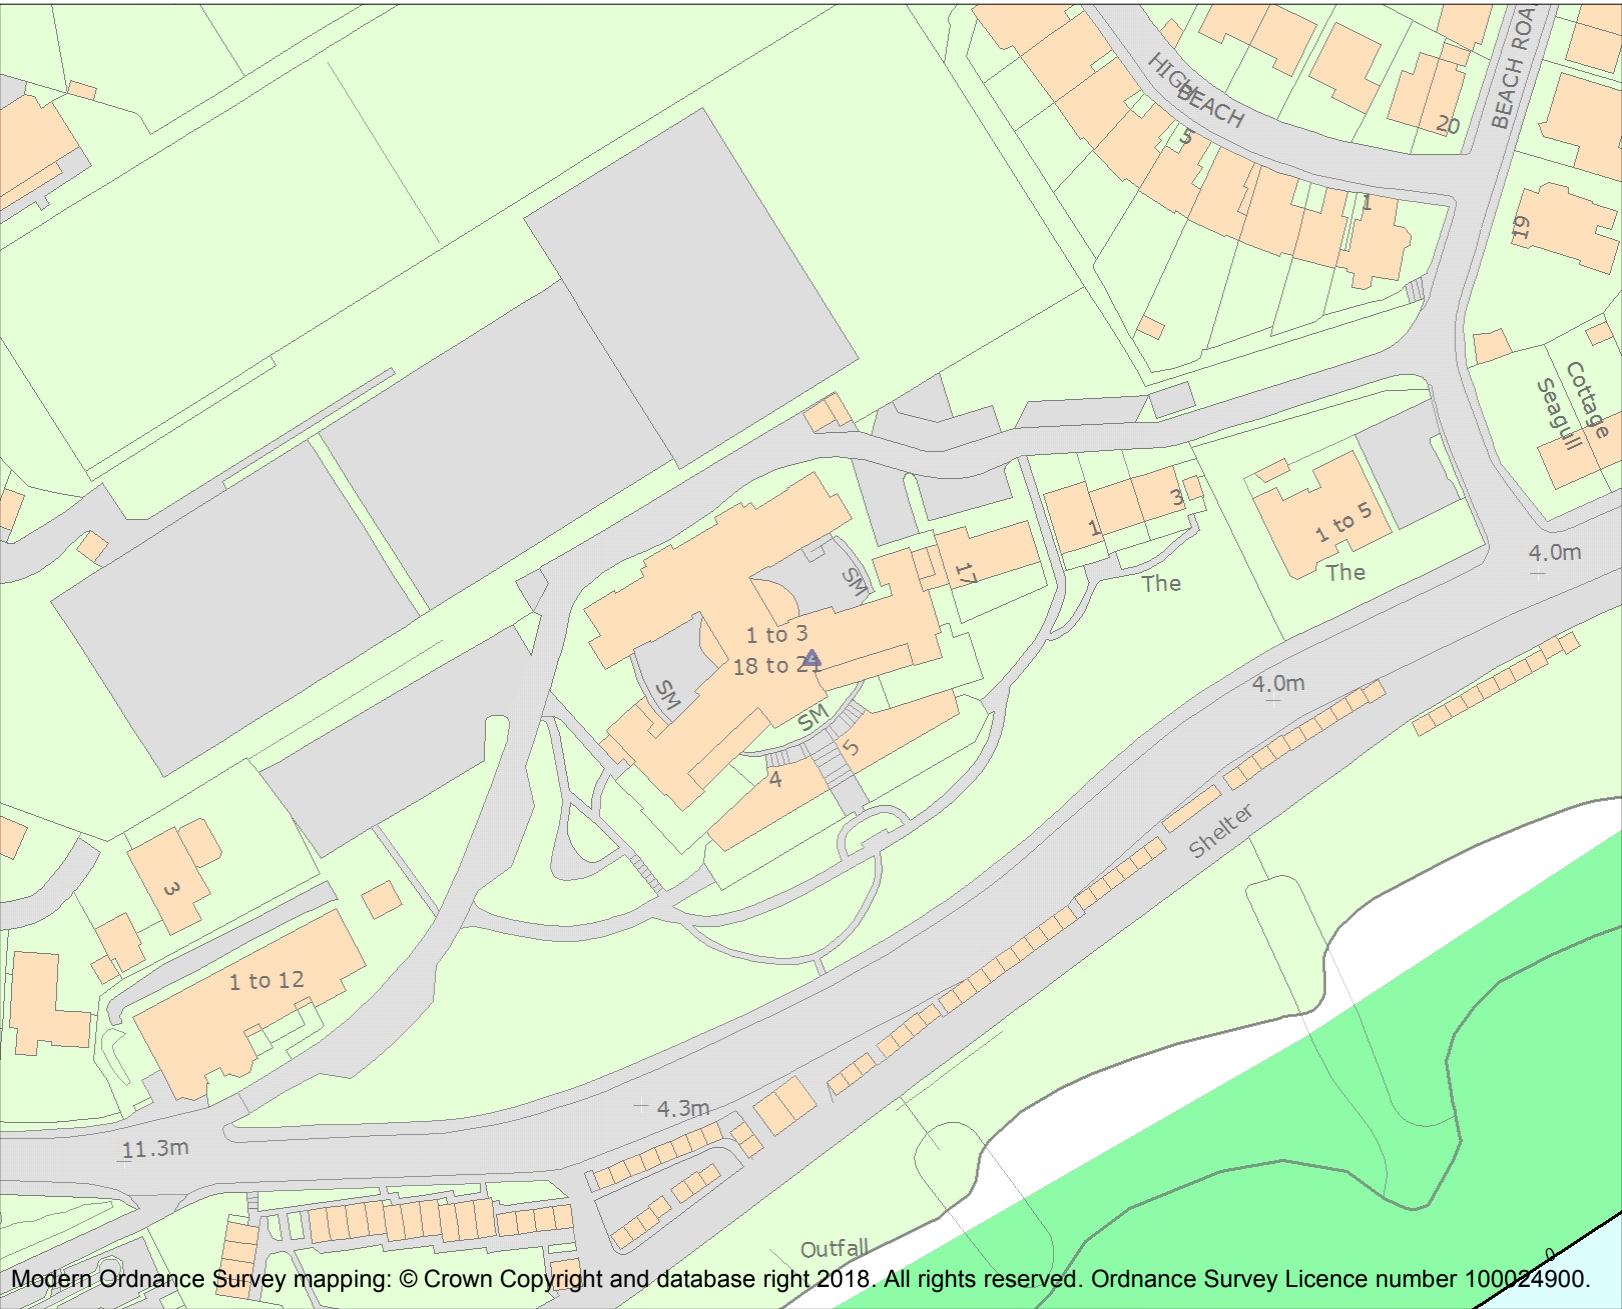 HIGH
BEACH
BEACH ROA
20
5
1
19
Cottage
Seagull
3
1
1 to 5
The
The
17
4.0m
SM
1 to 3
18 to 21
SM
SM
5
4
4.0m
Shelter
3
1 to 12
4.3m
11.3m
Outfall
0
Modern Ordnance Survey mapping: © Crown Copyright and database right 2018. All rights reserved. Ordnance Survey Licence number 100024900.